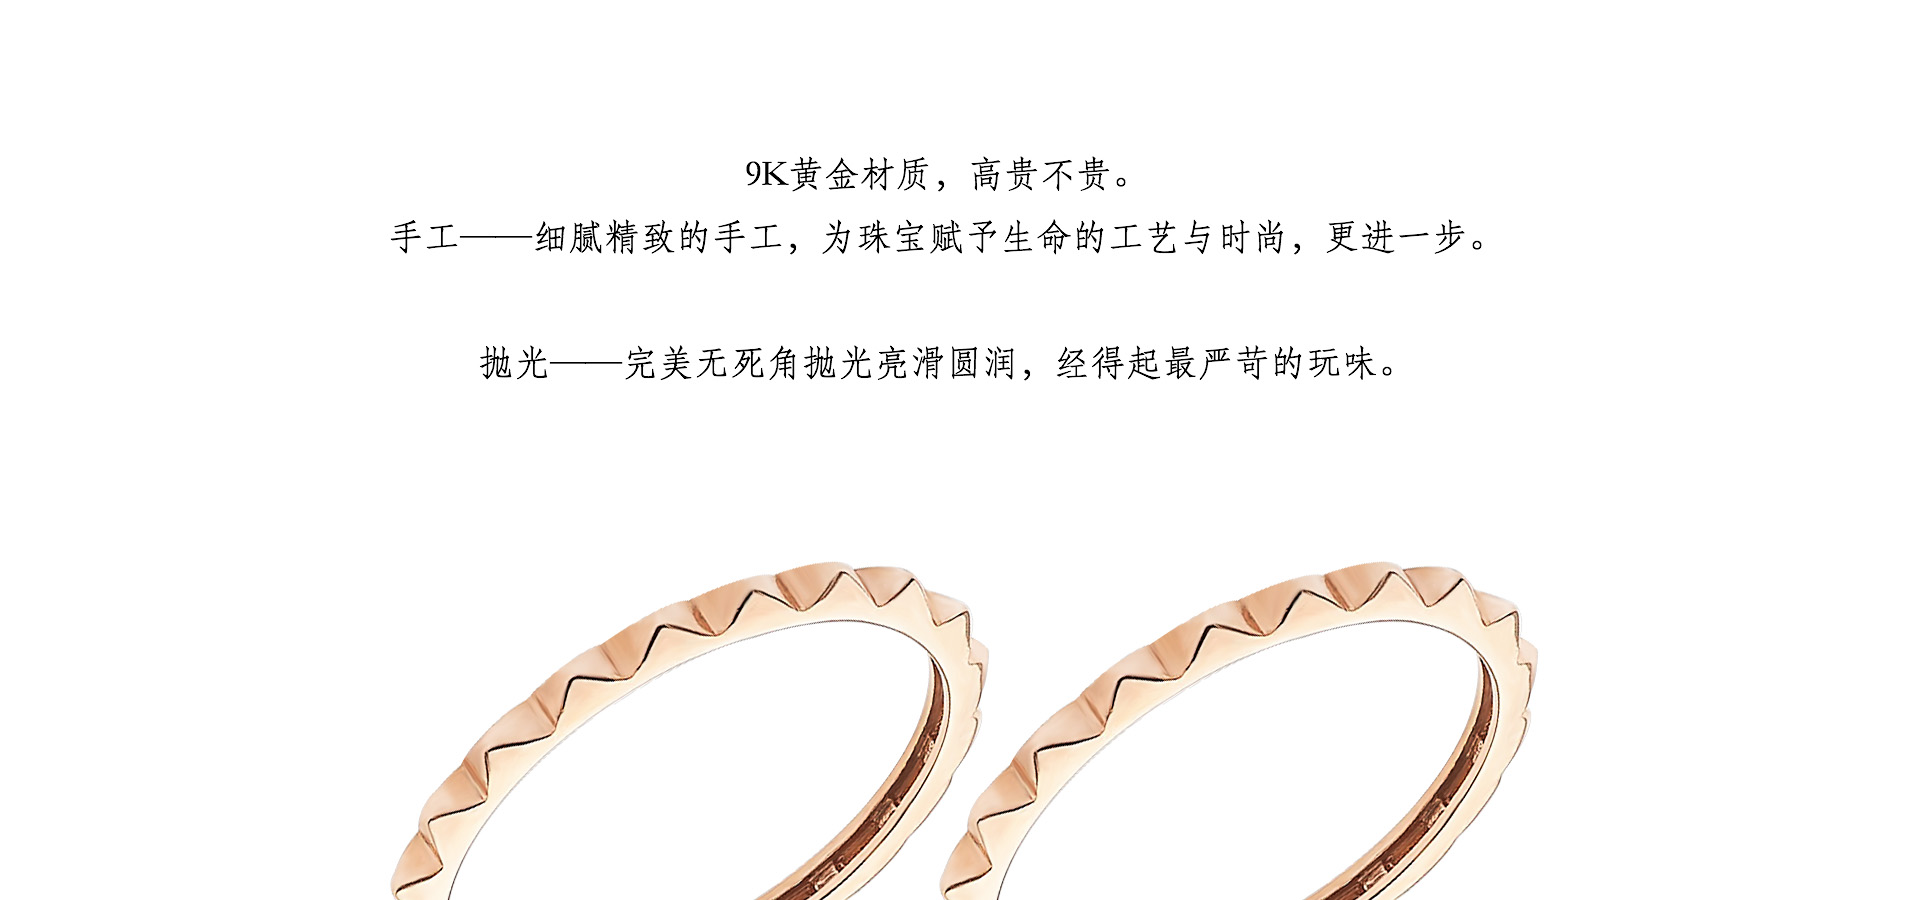 9K黄金材质，高贵不贵。
手工——细腻精致的手工，为珠宝赋予生命的工艺与时尚，更进一步。
抛光——完美无死角抛光亮滑圆润，经得起最严苛的玩味。